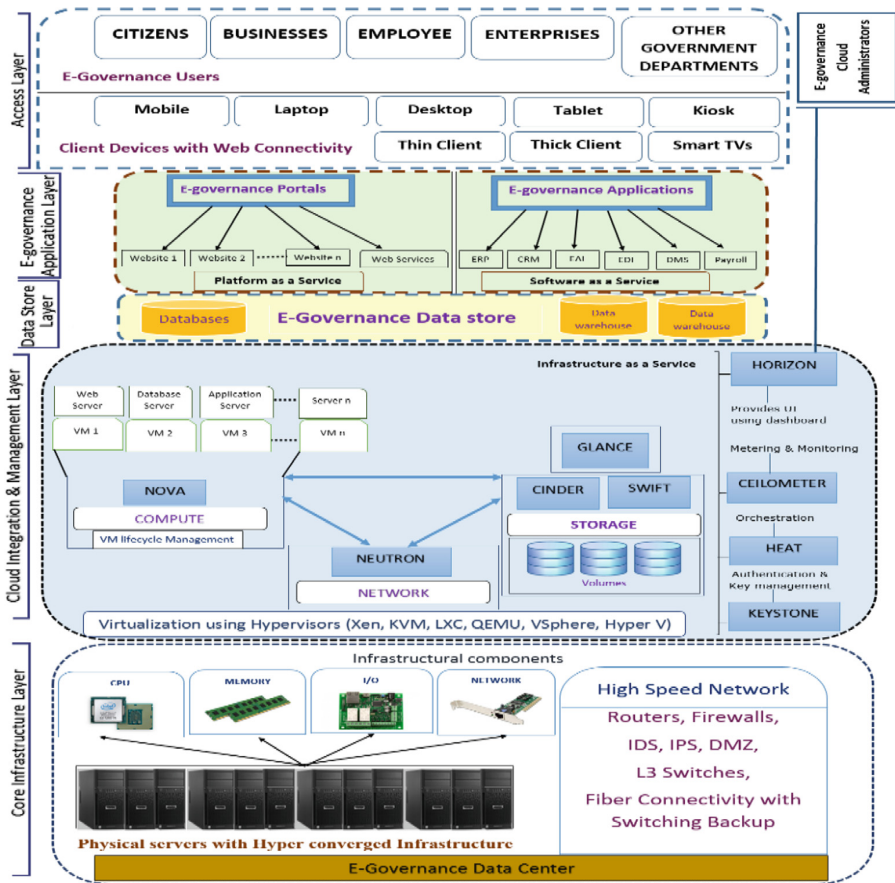 CITIZENS
BUSINESSES
EMPLOYEE
ENTERPRISES
OTHER
GOVERNMENT
DEPARTMENTS
E-Governance Users
Mobile
Laptop
Desktop
Tablet
Kiosk
Client Devices with Web Connectivity
Thin Client
Thick Client
Smart TVs
Access Layer
E-governance
Cloud
Administrators
E-governance
Application Layer
E-governance Portals
Website 1
Website 2
Website n
Web Services
Platform as a Service
E-governance Applications
ERP
CRM
EAI
EDI
DMS
Payroll
Software as a Service
Data Store
Layer
Databases
E-Governance Data store
Data
warehouse
Data
warehouse
Cloud Integration & Management Layer
Infrastructure as a Service
Web
Server
Database
Server
Application
Server
Server n
VM 1
VM 2
VM 3
VM n
NOVA
COMPUTE
VM lifecycle Management
NEUTRON
NETWORK
GLANCE
CINDER
SWIFT
STORAGE
Volumes
HORIZON
Provides UI
using dashboard
Metering & Monitoring
CEILOMETER
Orchestration
HEAT
Authentication &
Key management
KEYSTONE
Virtualization using Hypervisors (Xen, KVM, LXC, QEMU, VSphere, Hyper V)
Core Infrastructure Layer
Infrastructural components
CPU
MEMORY
I/O
NETWORK
Physical servers with Hyper converged Infrastructure
High Speed Network
Routers, Firewalls,
IDS, IPS, DMZ,
L3 Switches,
Fiber Connectivity with
Switching Backup
E-Governance Data Center